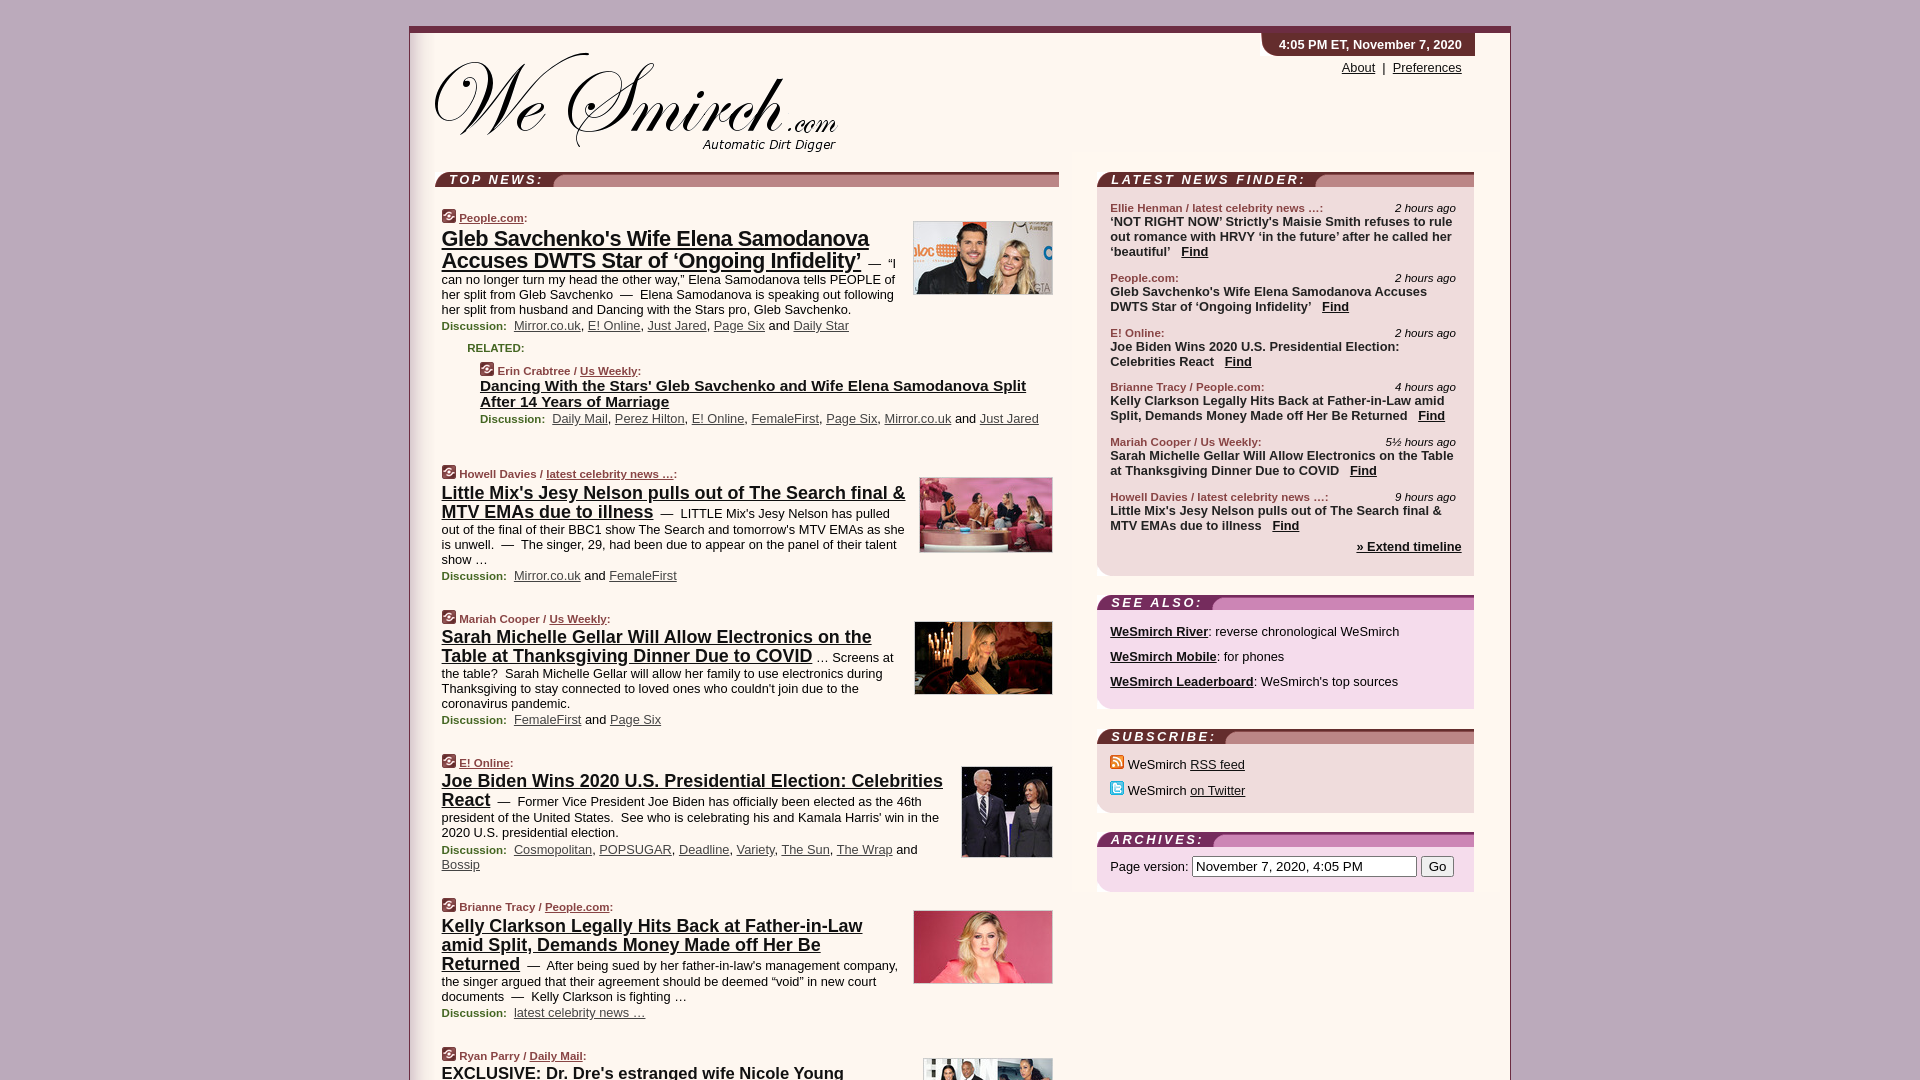 4:05 PM ET, November 7, 2020
About | Preferences
We Smirch.com
Automatic Dirt Digger
TOP NEWS:
People.com:
Gleb Savchenko's Wife Elena Samodanova
Accuses DWTS Star of ‘Ongoing Infidelity’ — “I
can no longer turn my head the other way,” Elena Samodanova tells PEOPLE of
her split from Gleb Savchenko — Elena Samodanova is speaking out following
her split from husband and Dancing with the Stars pro, Gleb Savchenko.
Discussion: Mirror.co.uk, E! Online, Just Jared, Page Six and Daily Star
RELATED:
Erin Crabtree / Us Weekly:
Dancing With the Stars' Gleb Savchenko and Wife Elena Samodanova Split
After 14 Years of Marriage
Discussion: Daily Mail, Perez Hilton, E! Online, FemaleFirst, Page Six, Mirror.co.uk and Just Jared
Howell Davies / latest celebrity news …:
Little Mix's Jesy Nelson pulls out of The Search final &
MTV EMAs due to illness — LITTLE Mix's Jesy Nelson has pulled
out of the final of their BBC1 show The Search and tomorrow's MTV EMAs as she
is unwell. — The singer, 29, had been due to appear on the panel of their talent
show …
Discussion: Mirror.co.uk and FemaleFirst
Mariah Cooper / Us Weekly:
Sarah Michelle Gellar Will Allow Electronics on the
Table at Thanksgiving Dinner Due to COVID … Screens at
the table? Sarah Michelle Gellar will allow her family to use electronics during
Thanksgiving to stay connected to loved ones who couldn't join due to the
coronavirus pandemic.
Discussion: FemaleFirst and Page Six
E! Online:
Joe Biden Wins 2020 U.S. Presidential Election: Celebrities
React — Former Vice President Joe Biden has officially been elected as the 46th
president of the United States. See who is celebrating his and Kamala Harris' win in the
2020 U.S. presidential election.
Discussion: Cosmopolitan, POPSUGAR, Deadline, Variety, The Sun, The Wrap and
Bossip
Brianne Tracy / People.com:
Kelly Clarkson Legally Hits Back at Father-in-Law
amid Split, Demands Money Made off Her Be
Returned — After being sued by her father-in-law's management company,
the singer argued that their agreement should be deemed “void” in new court
documents — Kelly Clarkson is fighting …
Discussion: latest celebrity news …
Ryan Parry / Daily Mail:
EXCLUSIVE: Dr. Dre's estranged wife Nicole Young
LATEST NEWS FINDER:
Ellie Henman / latest celebrity news …: 2 hours ago
‘NOT RIGHT NOW’ Strictly's Maisie Smith refuses to rule
out romance with HRVY ‘in the future’ after he called her
‘beautiful’ Find
People.com: 2 hours ago
Gleb Savchenko's Wife Elena Samodanova Accuses
DWTS Star of ‘Ongoing Infidelity’ Find
E! Online: 2 hours ago
Joe Biden Wins 2020 U.S. Presidential Election:
Celebrities React Find
Brianne Tracy / People.com: 4 hours ago
Kelly Clarkson Legally Hits Back at Father-in-Law amid
Split, Demands Money Made off Her Be Returned Find
Mariah Cooper / Us Weekly: 5½ hours ago
Sarah Michelle Gellar Will Allow Electronics on the Table
at Thanksgiving Dinner Due to COVID Find
Howell Davies / latest celebrity news …: 9 hours ago
Little Mix's Jesy Nelson pulls out of The Search final &
MTV EMAs due to illness Find
» Extend timeline
SEE ALSO:
WeSmirch River: reverse chronological WeSmirch
WeSmirch Mobile: for phones
WeSmirch Leaderboard: WeSmirch's top sources
SUBSCRIBE:
WeSmirch RSS feed
WeSmirch on Twitter
ARCHIVES:
Page version: November 7, 2020, 4:05 PM Go